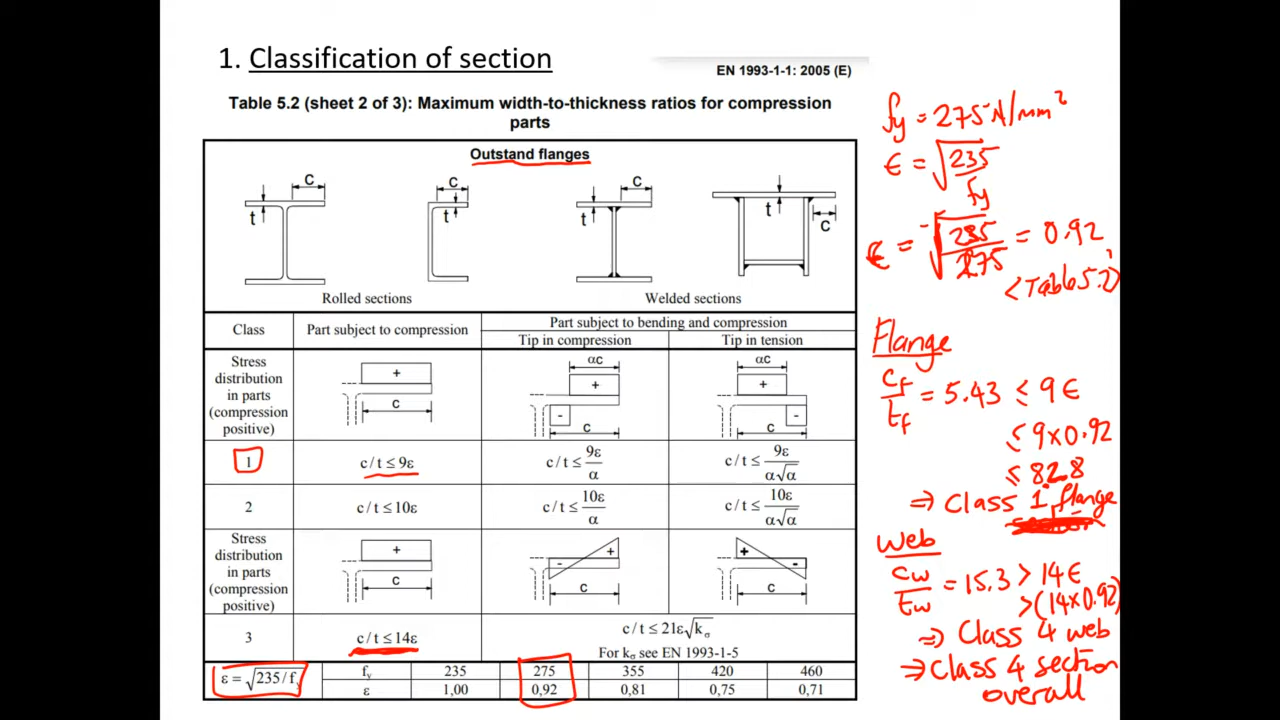 1. Classification of section
EN 1993-1-1: 2005 (E)
Table 5.2 (sheet 2 of 3): Maximum width-to-thickness ratios for compression
parts
Outstand flanges
c c c
t t t t c
Rolled sections Welded sections
Class Part subject to compression Part subject to bending and compression
Tip in compression Tip in tension
Stress
distribution
in parts
(compression
positive)
+ c
αc + - c
αc + - c
1 c / t ≤ 9ε c / t ≤ 9ε/α c / t ≤ 9ε/(α√α)
2 c / t ≤ 10ε c / t ≤ 10ε/α c / t ≤ 10ε/(α√α)
Stress
distribution
in parts
(compression
positive)
+ c
- + c
+ - c
3 c / t ≤ 14ε c / t ≤ 21ε√kσ
For kσ see EN 1993-1-5
ε = √235 / fy fy 235 275 355 420 460
ε 1,00 0,92 0,81 0,75 0,71
fy = 275 N/mm²
ε = √235/fy
ε = √235/275 = 0.92
<Table 5.2)
Flange
cf/tf = 5.43 ≤ 9ε
≤ 9x0.92
≤ 82.8
⇒ Class 1 flange
Web
cw/tw = 15.3 > 14ε
>(14x0.92)
⇒ Class 4 web
⇒ Class 4 section
overall